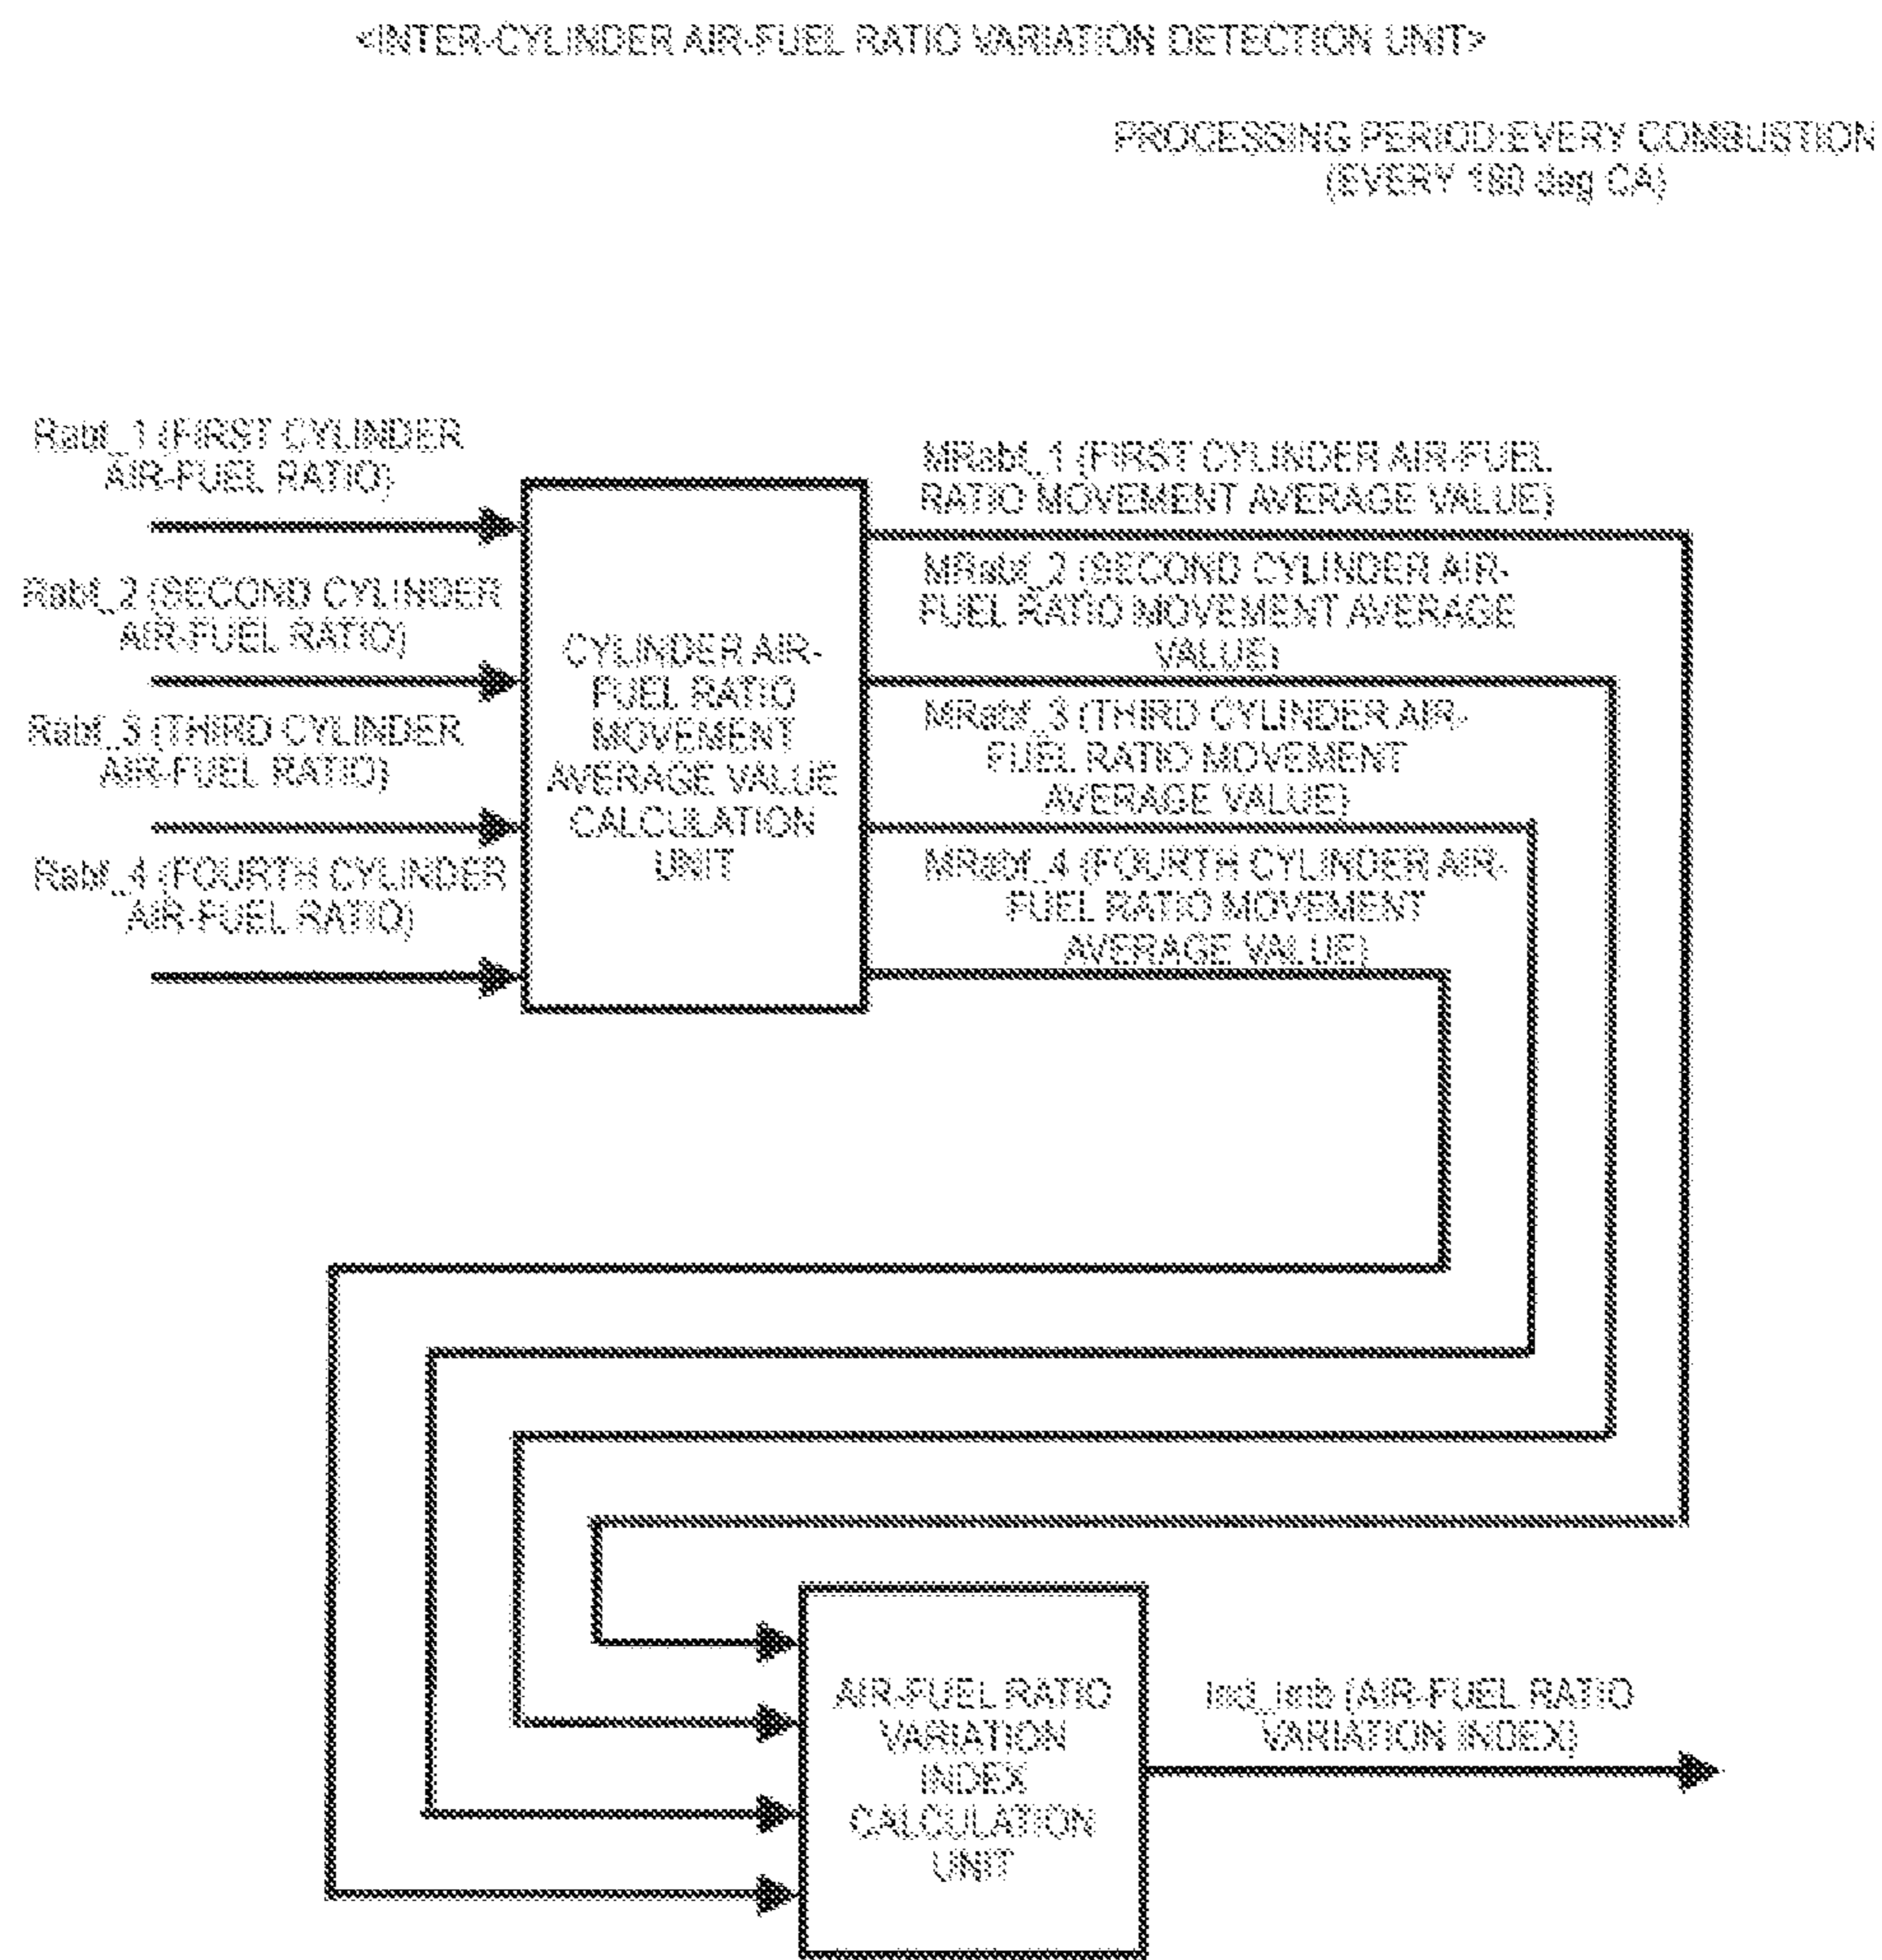 <INTER-CYLINDER AIR-FUEL RATIO VARIATION DETECTION UNIT>
PROCESSING PERIOD:EVERY COMBUSTION
(EVERY 180 deg CA)
Rabf_1 (FIRST CYLINDER
AIR-FUEL RATIO)
Rabf_2 (SECOND CYLINDER
AIR-FUEL RATIO)
Rabf_3 (THIRD CYLINDER
AIR-FUEL RATIO)
Rabf_4 (FOURTH CYLINDER
AIR-FUEL RATIO)
CYLINDER AIR-
FUEL RATIO
MOVEMENT
AVERAGE VALUE
CALCULATION
UNIT
MRabf_1 (FIRST CYLINDER AIR-FUEL
RATIO MOVEMENT AVERAGE VALUE)
MRabf_2 (SECOND CYLINDER AIR-
FUEL RATIO MOVEMENT AVERAGE
VALUE)
MRabf_3 (THIRD CYLINDER AIR-
FUEL RATIO MOVEMENT
AVERAGE VALUE)
MRabf_4 (FOURTH CYLINDER AIR-
FUEL RATIO MOVEMENT
AVERAGE VALUE)
AIR-FUEL RATIO
VARIATION
INDEX
CALCULATION
UNIT
Ind_imb (AIR-FUEL RATIO
VARIATION INDEX)